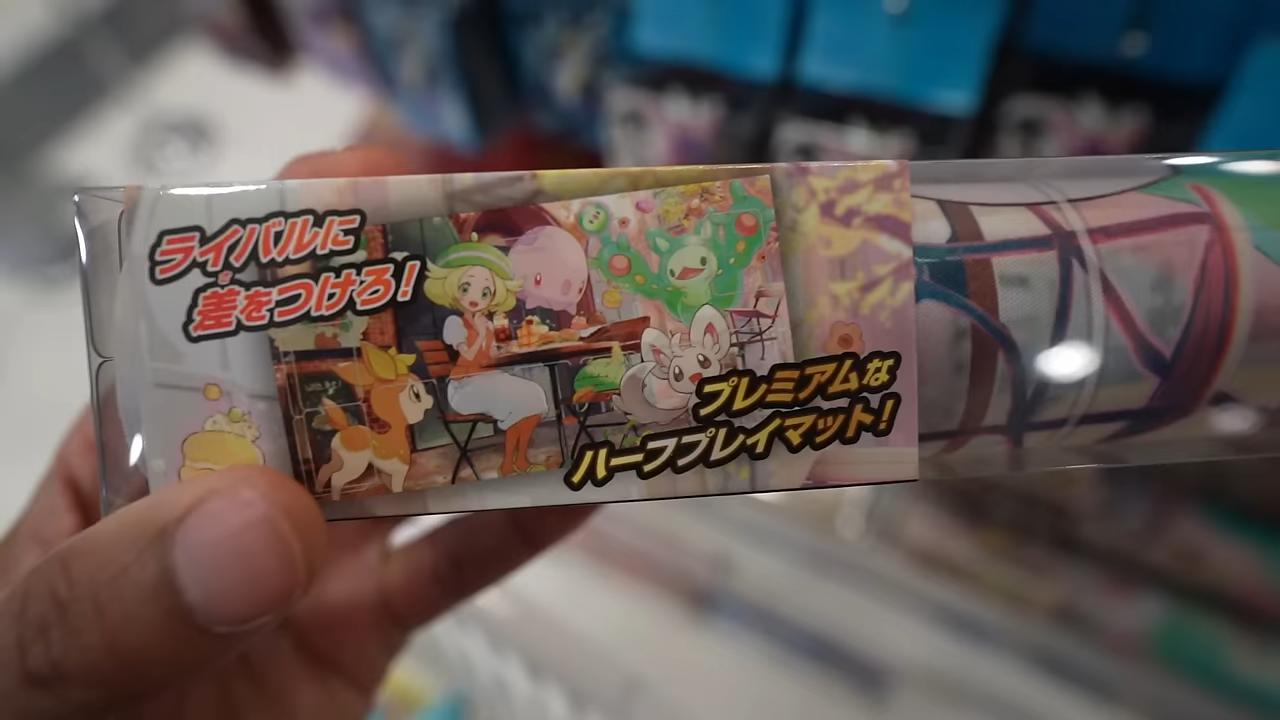 ライバルに
差をつけろ!
プレミアムな
ハーフプレイマット!